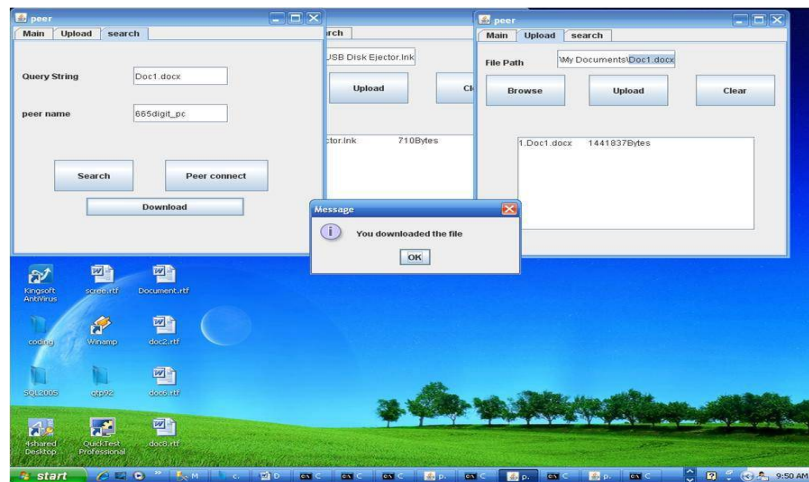 peer
Main Upload search
Query String Doc1.docx
peer name 665digit_pc
Search Peer connect
Download
USB Disk Ejector.lnk
Upload
ctor.lnk 710Bytes
peer
Main Upload search
File Path \My Documents\Doc1.docx
Browse Upload Clear
1.Doc1.docx 1441837Bytes
Message
You downloaded the file
OK
Kingsoft AntiVirus
scree.rtf
Document.rtf
coding
Winamp
doc2.rtf
SQL2005
qtp92
doc6.rtf
4shared Desktop
QuickTest Professional
doc8.rtf
start
9:50 AM